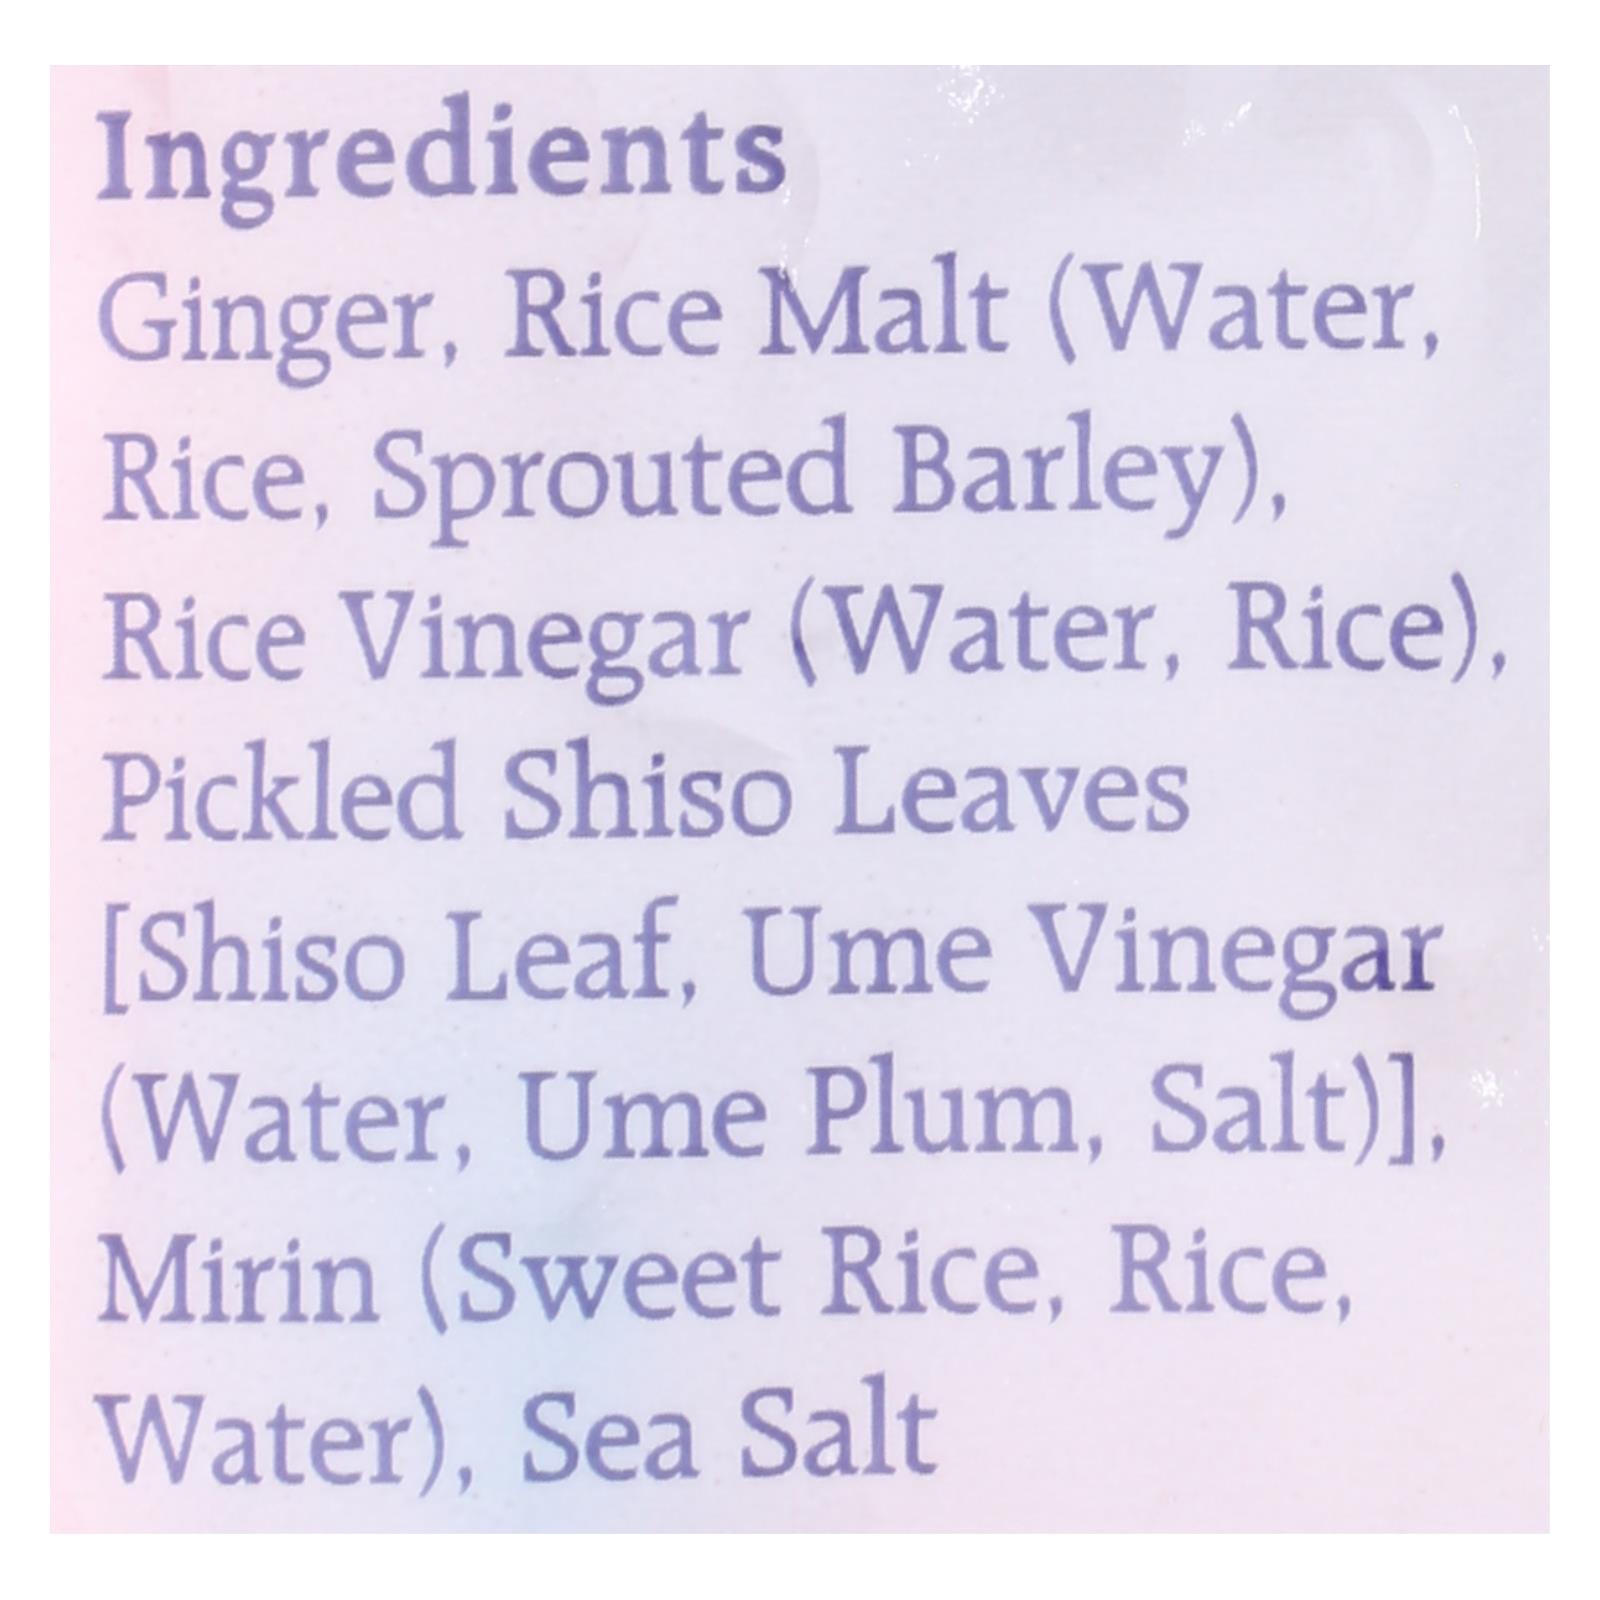 Ingredients
Ginger, Rice Malt (Water,
Rice, Sprouted Barley),
Rice Vinegar (Water, Rice),
Pickled Shiso Leaves
[Shiso Leaf, Ume Vinegar
(Water, Ume Plum, Salt)],
Mirin (Sweet Rice, Rice,
Water), Sea Salt